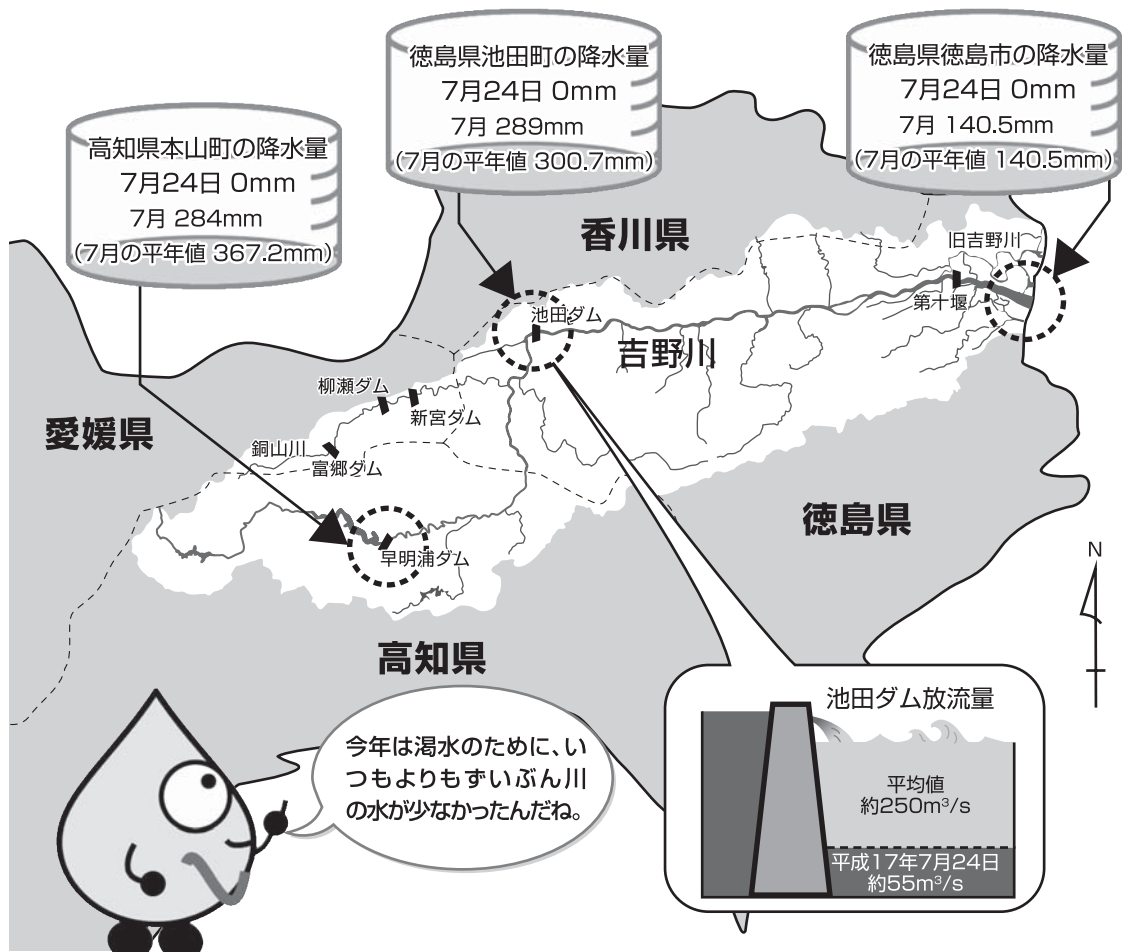 徳島県池田町の降水量
7月24日 0mm
7月 289mm
(7月の平年値 300.7mm)
徳島県徳島市の降水量
7月24日 0mm
7月 140.5mm
(7月の平年値 140.5mm)
高知県本山町の降水量
7月24日 0mm
7月 284mm
(7月の平年値 367.2mm)
香川県
旧吉野川
第十堰
池田ダム
吉野川
柳瀬ダム
新宮ダム
愛媛県
銅山川
富郷ダム
徳島県
早明浦ダム
N
高知県
今年は渇水のために、い
つもよりもずいぶん川
の水が少なかったんだね。
池田ダム放流量
平均値
約250m³/s
平成17年7月24日
約55m³/s